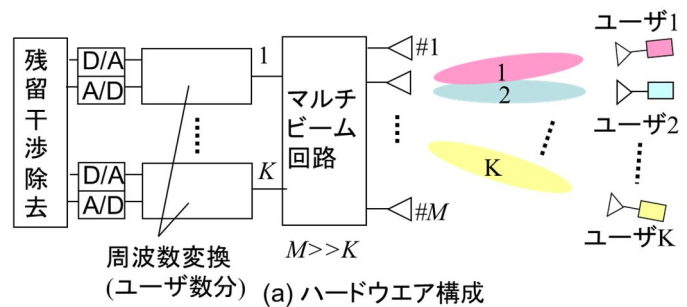 残留干渉除去
D/A
A/D
D/A
A/D
1
K
周波数変換
(ユーザ数分)
マルチ
ビーム
回路
M>>K
#1
#M
1
2
K
ユーザ1
ユーザ2
ユーザK
(a) ハードウエア構成